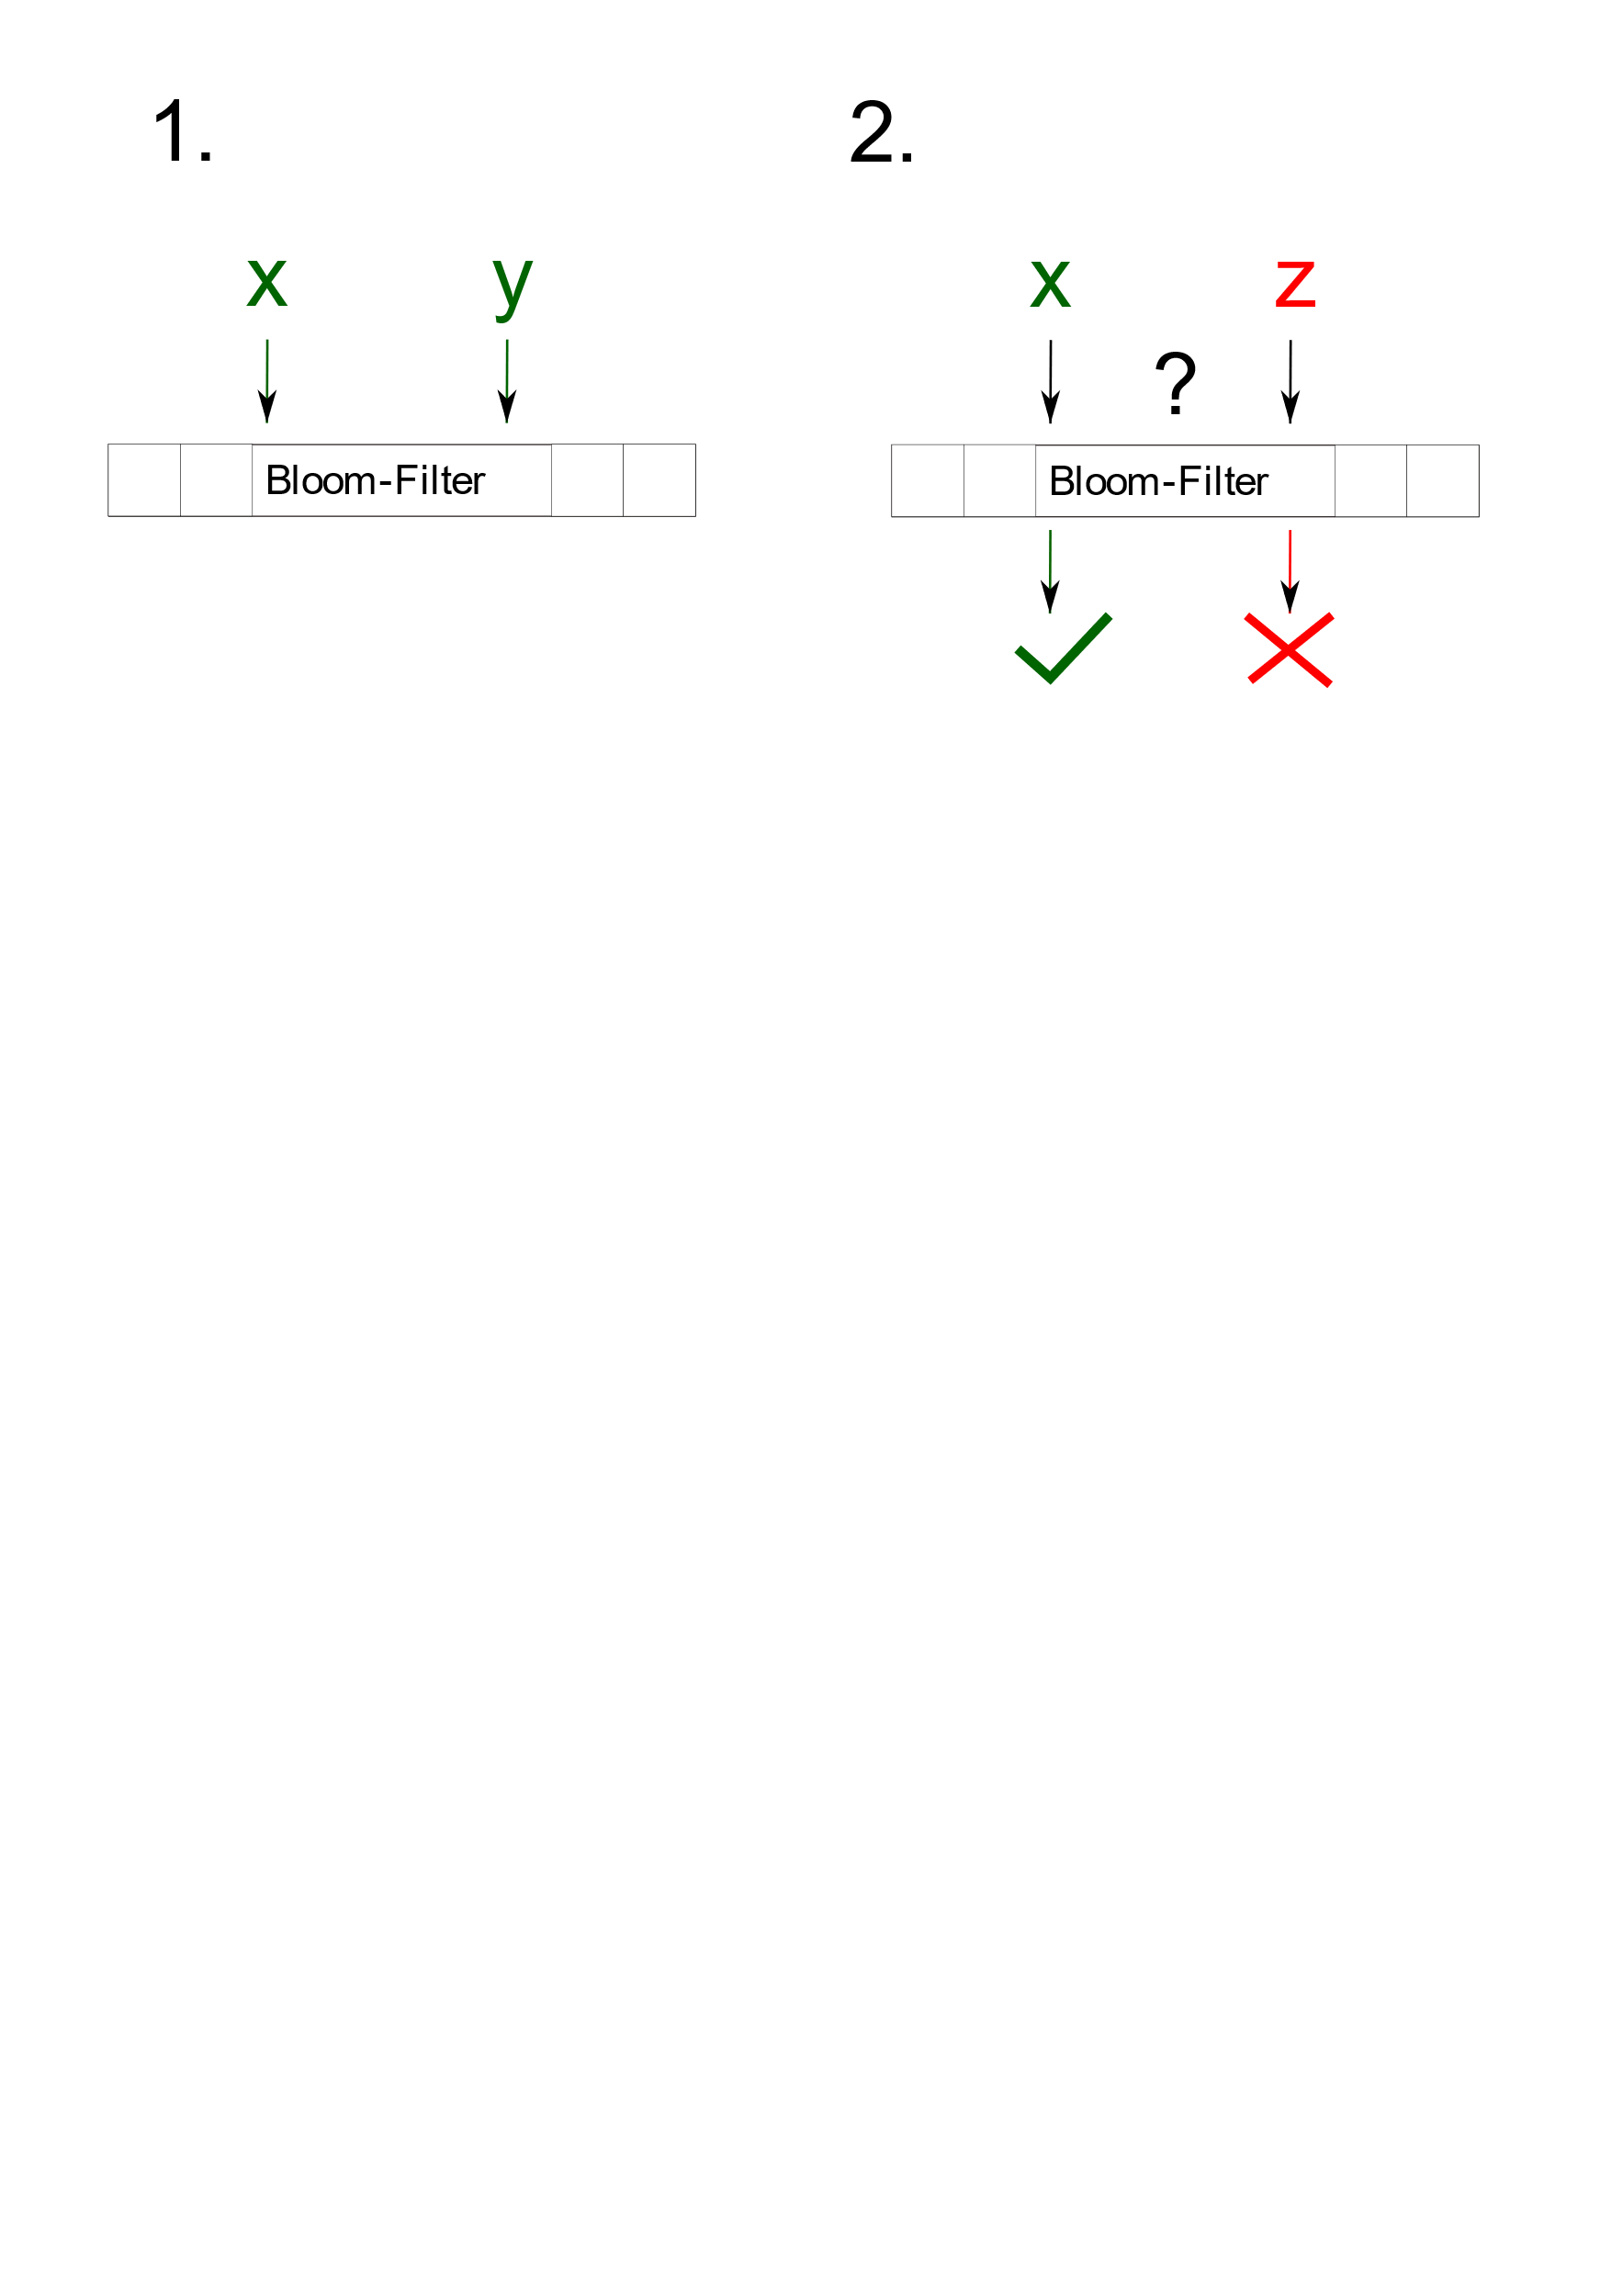 1.
x y
Bloom-Filter
2.
x z
?
Bloom-Filter